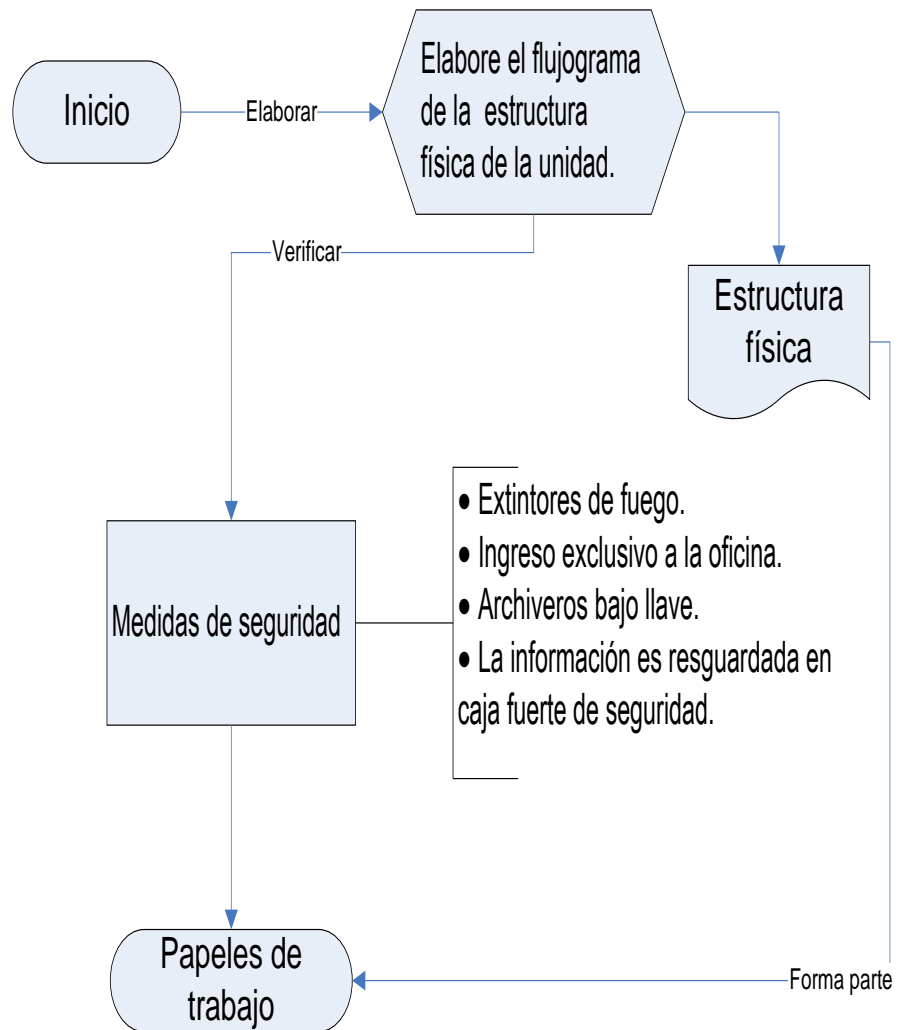 Inicio
Elaborar
Elabore el flujograma
de la estructura
física de la unidad.
Verificar
Estructura
física
Medidas de seguridad
• Extintores de fuego.
• Ingreso exclusivo a la oficina.
• Archiveros bajo llave.
• La información es resguardada en
caja fuerte de seguridad.
Papeles de
trabajo
Forma parte